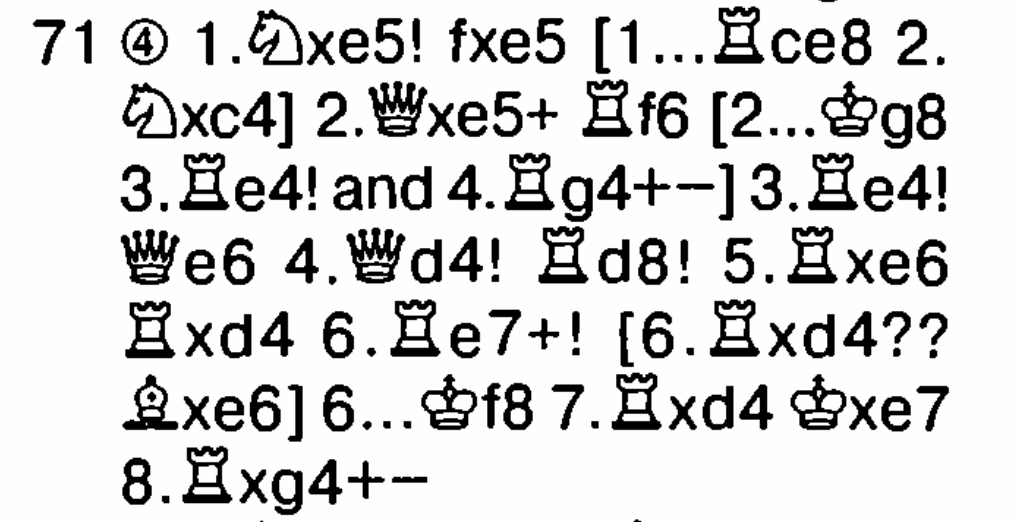 71 ④ 1.♘xe5! fxe5 [1...♖ce8 2.
♘xc4] 2.♕xe5+ ♖f6 [2...♔g8
3.♖e4! and 4.♖g4+−] 3.♖e4!
♕e6 4.♕d4! ♖d8! 5.♖xe6
♖xd4 6.♖e7+! [6.♖xd4??
♗xe6] 6...♔f8 7.♖xd4 ♔xe7
8.♖xg4+−